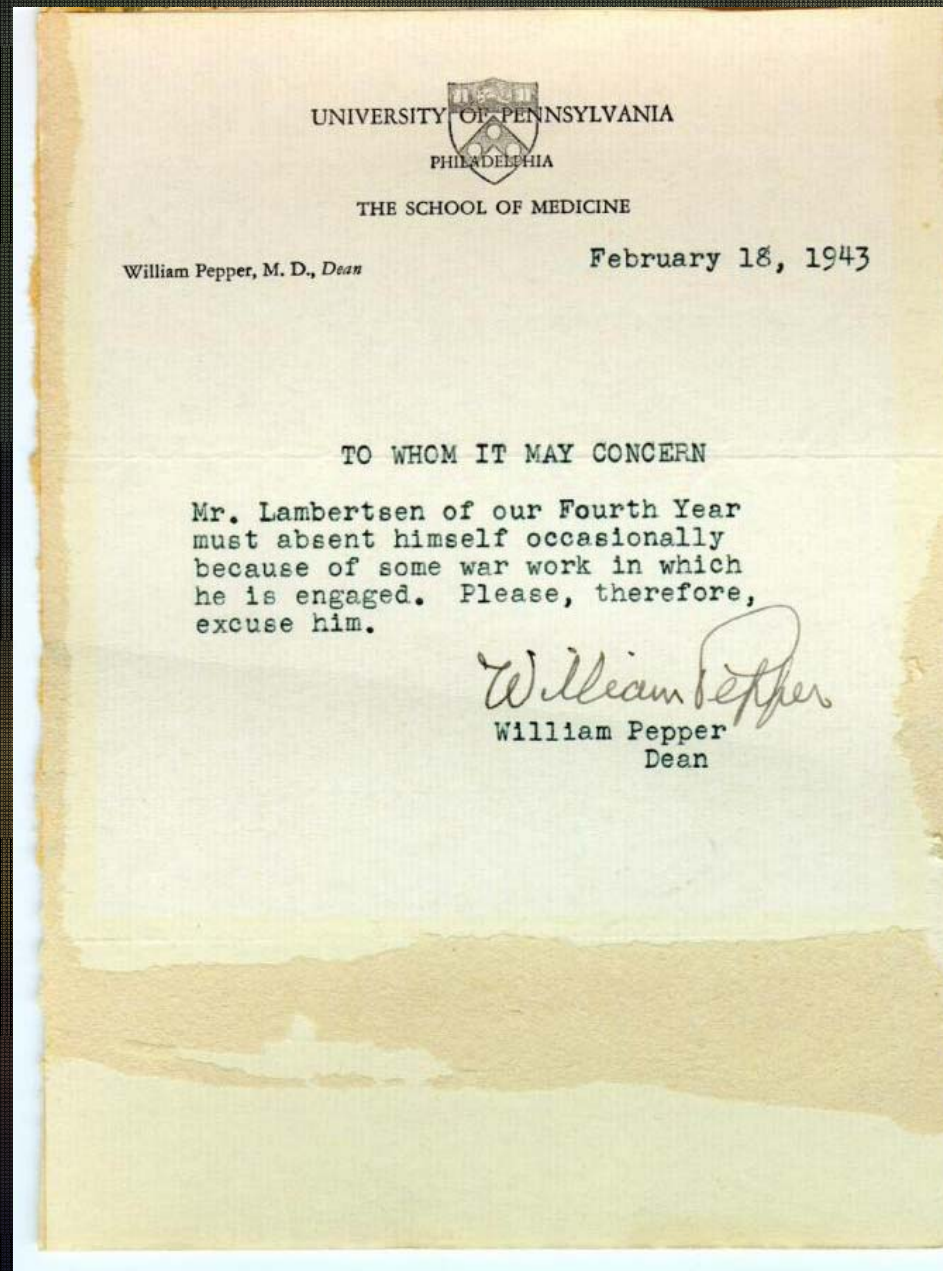 UNIVERSITY OF PENNSYLVANIA
PHILADELPHIA
THE SCHOOL OF MEDICINE
William Pepper, M. D., Dean
February 18, 1943
TO WHOM IT MAY CONCERN
Mr. Lambertsen of our Fourth Year
must absent himself occasionally
because of some war work in which
he is engaged. Please, therefore,
excuse him.
William Pepper
William Pepper
Dean